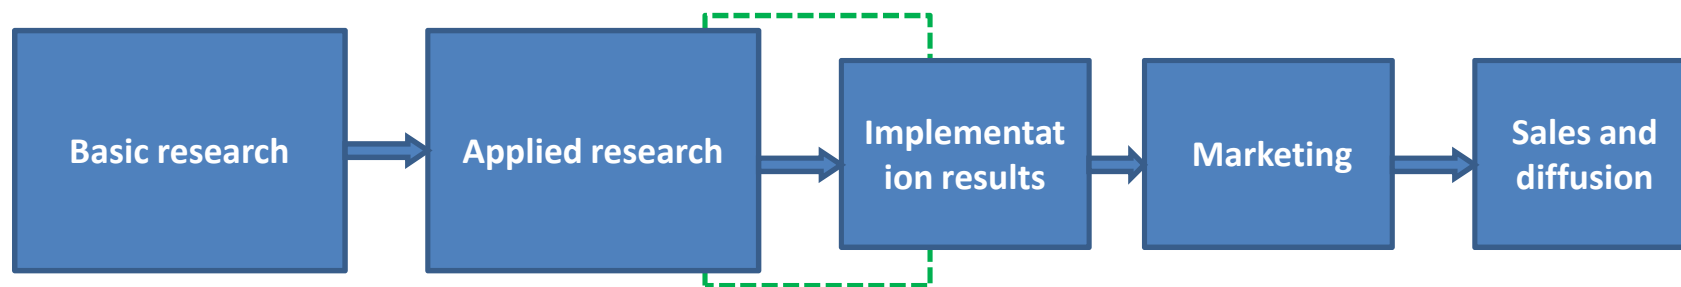 Basic research
Applied research
Implementat
ion results
Marketing
Sales and
diffusion